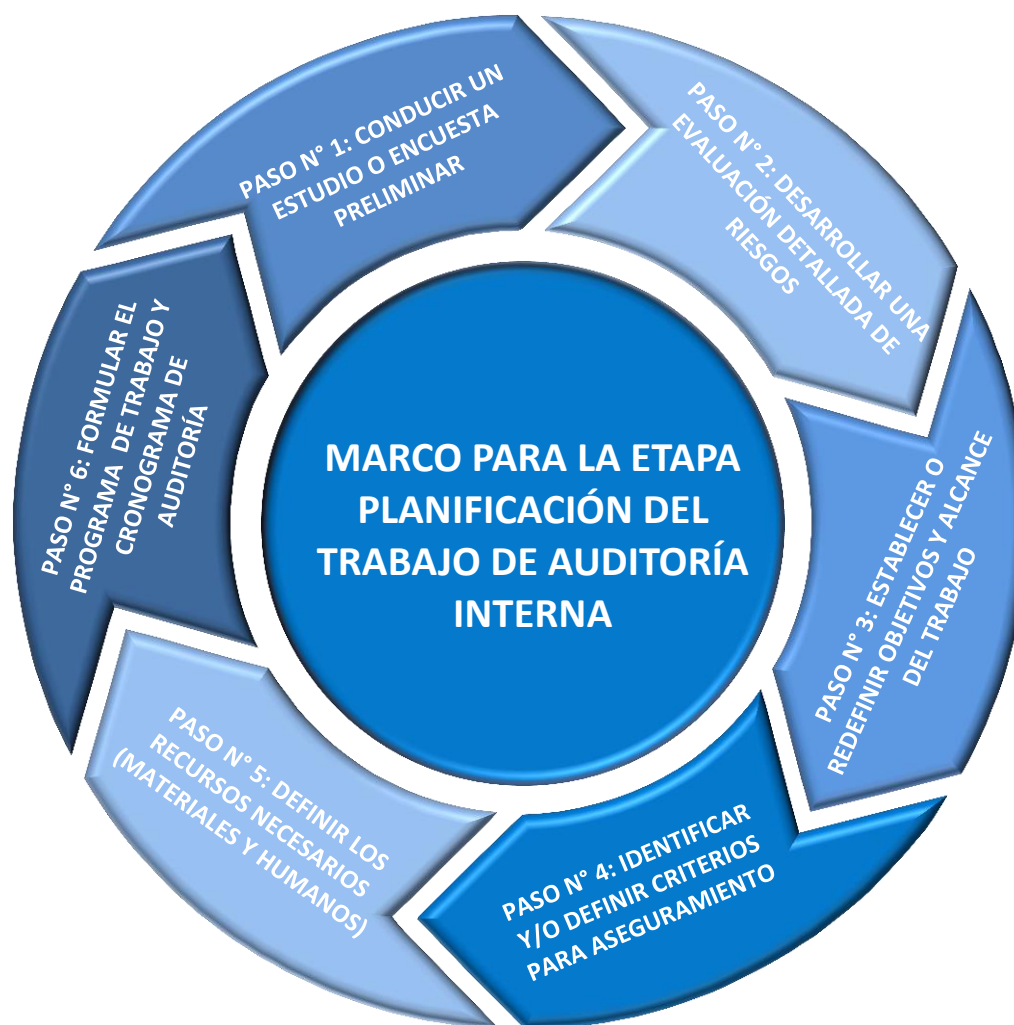 PASO N° 1: CONDUCIR UN
ESTUDIO O ENCUESTA
PRELIMINAR
PASO N° 2: DESARROLLAR UNA
EVALUACIÓN DETALLADA DE
RIESGOS
PASO N° 3: ESTABLECER O
REDEFINIR OBJETIVOS Y ALCANCE
DEL TRABAJO
PASO N° 4: IDENTIFICAR
Y/O DEFINIR CRITERIOS
PARA ASEGURAMIENTO
PASO N° 5: DEFINIR LOS
RECURSOS NECESARIOS
(MATERIALES Y HUMANOS)
PASO N° 6: FORMULAR EL
PROGRAMA DE TRABAJO Y
CRONOGRAMA DE
AUDITORÍA
MARCO PARA LA ETAPA
PLANIFICACIÓN DEL
TRABAJO DE AUDITORÍA
INTERNA